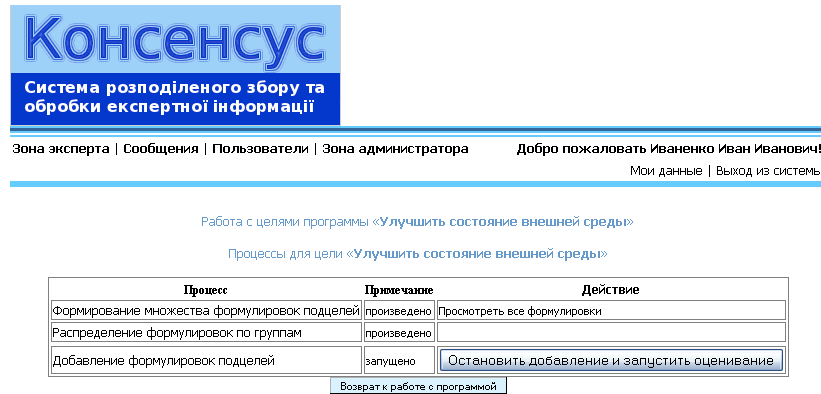 Консенсус
Система розподіленого збору та
обробки експертної інформації
Зона эксперта | Сообщения | Пользователи | Зона администратора Добро пожаловать Иваненко Иван Иванович!
Мои данные | Выход из системы
Работа с целями программы «Улучшить состояние внешней среды»
Процессы для цели «Улучшить состояние внешней среды»
Процесс Примечание Действие
Формирование множества формулировок подцелей произведено Просмотреть все формулировки
Распределение формулировок по группам произведено
Добавление формулировок подцелей запущено Остановить добавление и запустить оценивание
Возврат к работе с программой